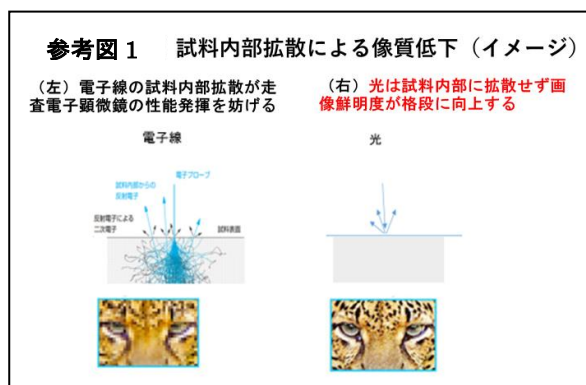 参考図1 試料内部拡散による像質低下（イメージ）
（左）電子線の試料内部拡散が走
査電子顕微鏡の性能発揮を妨げる
（右）光は試料内部に拡散せず画
像鮮明度が格段に向上する
電子線
電子プローブ
試料内部からの
反射電子
反射電子による
二次電子
試料表面
光